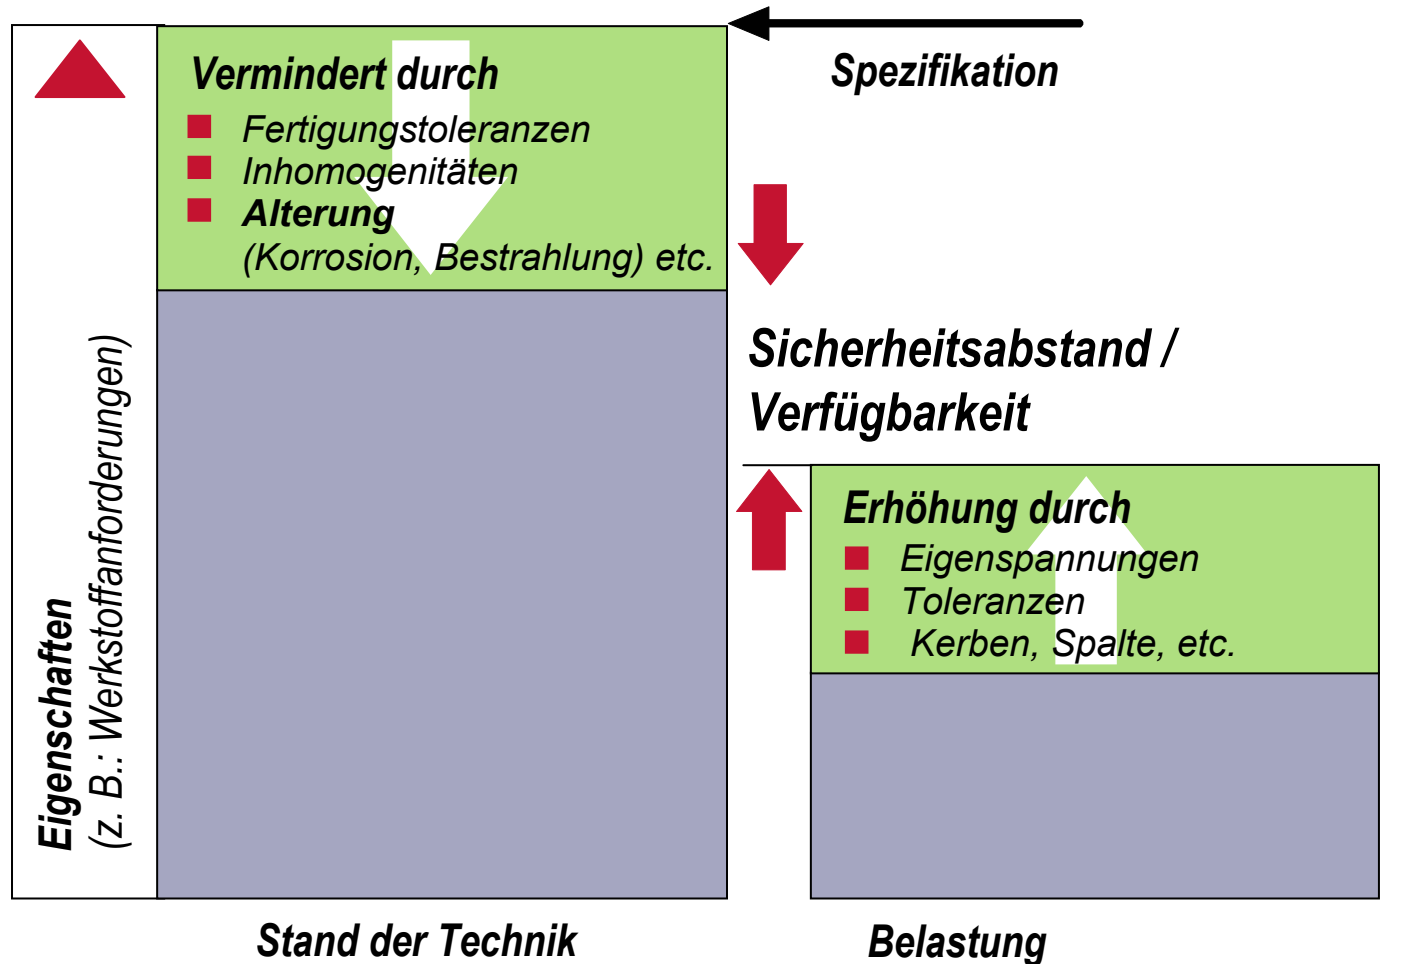 Vermindert durch
Fertigungstoleranzen
Inhomogenitäten
Alterung
(Korrosion, Bestrahlung) etc.
Spezifikation
Sicherheitsabstand /
Verfügbarkeit
Erhöhung durch
Eigenspannungen
Toleranzen
Kerben, Spalte, etc.
Eigenschaften
(z. B.: Werkstoffanforderungen)
Stand der Technik
Belastung